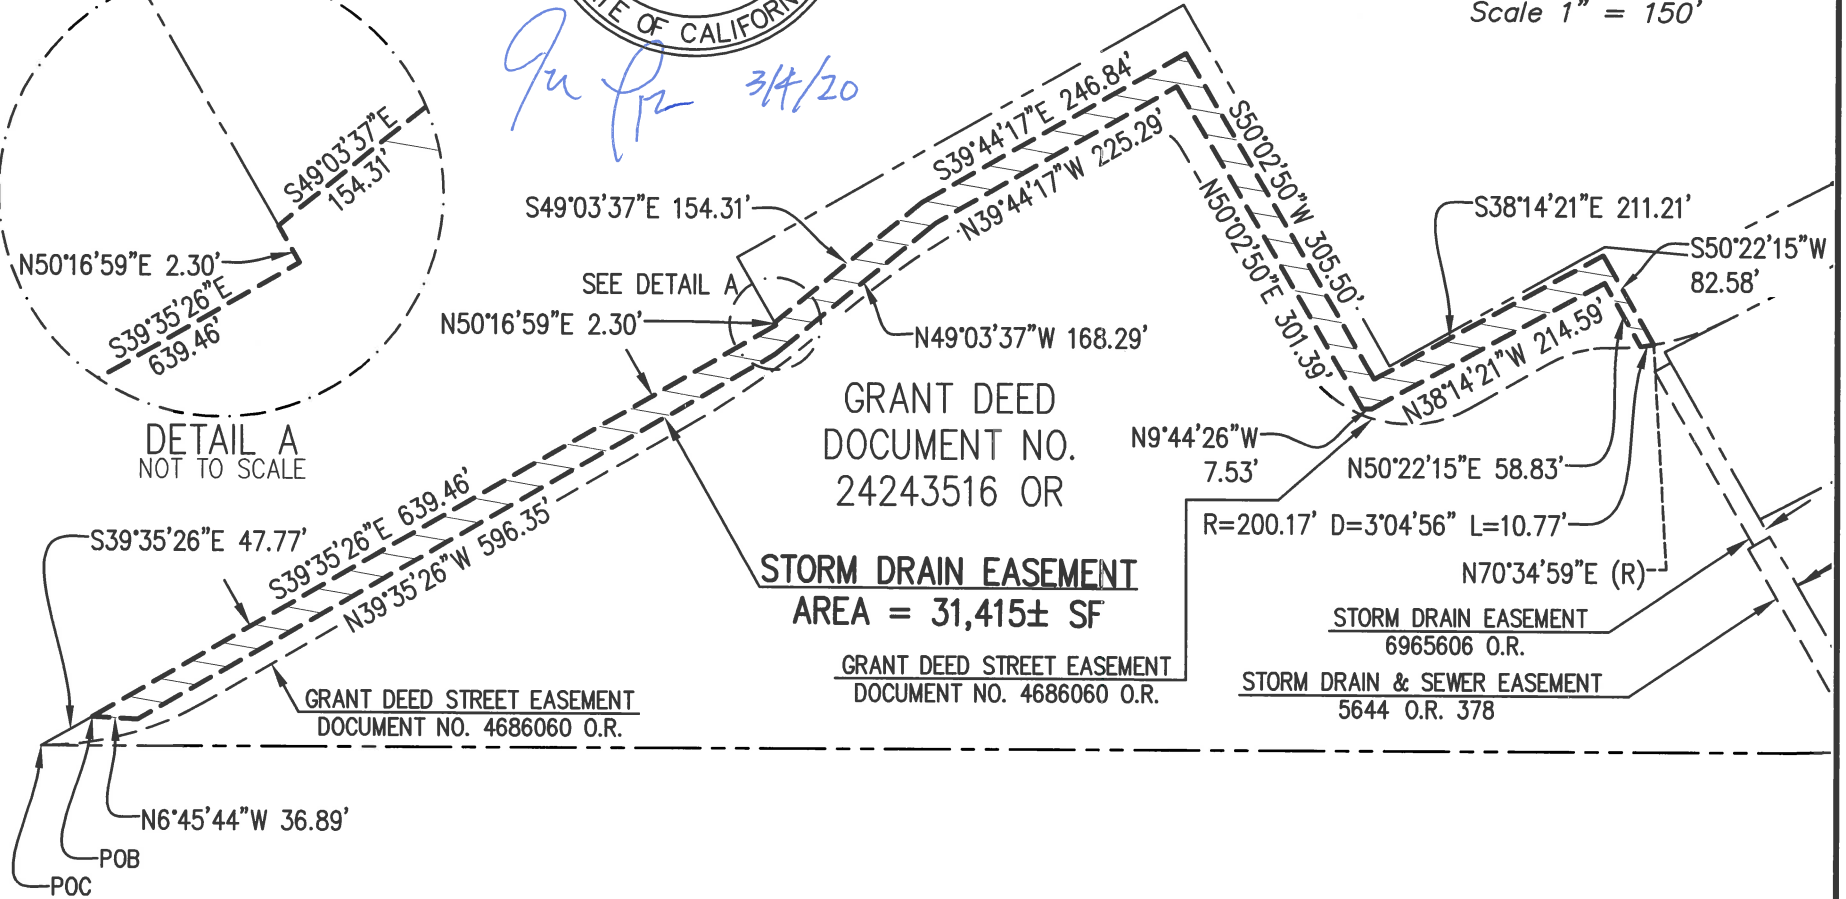 TE OF CALIFORN
Scale 1" = 150'
3/4/20
S49°03'37"E
154.31'
N50°16'59"E 2.30'
S39°35'26"E
639.46'
DETAIL A
NOT TO SCALE
S49°03'37"E 154.31'
SEE DETAIL A
N50°16'59"E 2.30'
S39°44'17"E 246.84'
N39°44'17"W 225.29'
S50°02'50"W 305.50'
N50°02'50"E 301.39'
S38°14'21"E 211.21'
S50°22'15"W
82.58'
N49°03'37"W 168.29'
N38°14'21"W 214.59'
GRANT DEED
DOCUMENT NO.
24243516 OR
N9°44'26"W
7.53'
N50°22'15"E 58.83'
R=200.17' D=3°04'56" L=10.77'
N70°34'59"E (R)
S39°35'26"E 47.77'
S39°35'26"E 639.46'
N39°35'26"W 596.35'
STORM DRAIN EASEMENT
AREA = 31,415± SF
STORM DRAIN EASEMENT
6965606 O.R.
GRANT DEED STREET EASEMENT
DOCUMENT NO. 4686060 O.R.
STORM DRAIN & SEWER EASEMENT
5644 O.R. 378
GRANT DEED STREET EASEMENT
DOCUMENT NO. 4686060 O.R.
N6°45'44"W 36.89'
POB
POC